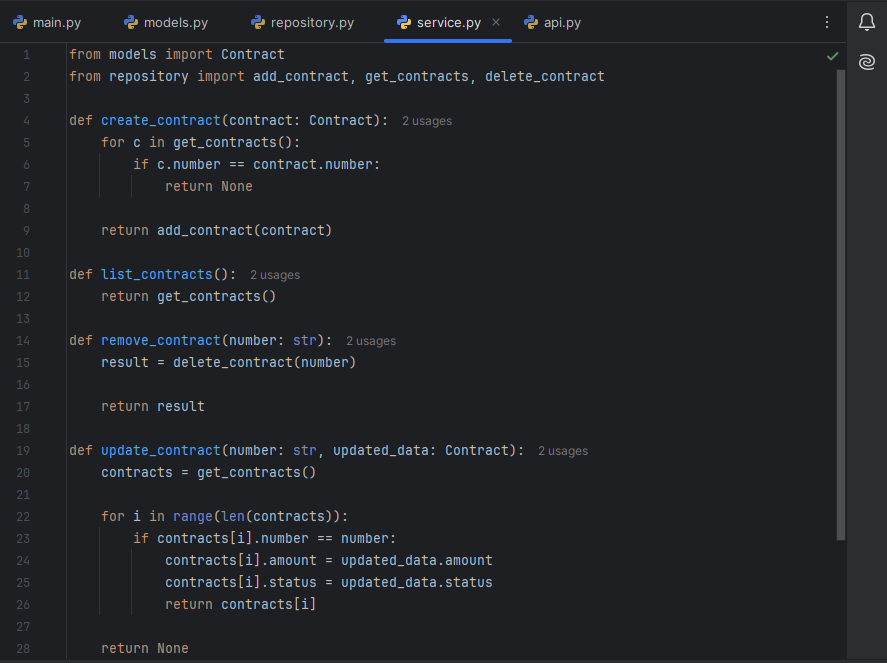 main.py models.py repository.py service.py × api.py
1 from models import Contract
2 from repository import add_contract, get_contracts, delete_contract
3
4 def create_contract(contract: Contract): 2 usages
5     for c in get_contracts():
6         if c.number == contract.number:
7             return None
8
9     return add_contract(contract)
10
11 def list_contracts(): 2 usages
12     return get_contracts()
13
14 def remove_contract(number: str): 2 usages
15     result = delete_contract(number)
16
17     return result
18
19 def update_contract(number: str, updated_data: Contract): 2 usages
20     contracts = get_contracts()
21
22     for i in range(len(contracts)):
23         if contracts[i].number == number:
24             contracts[i].amount = updated_data.amount
25             contracts[i].status = updated_data.status
26             return contracts[i]
27
28     return None